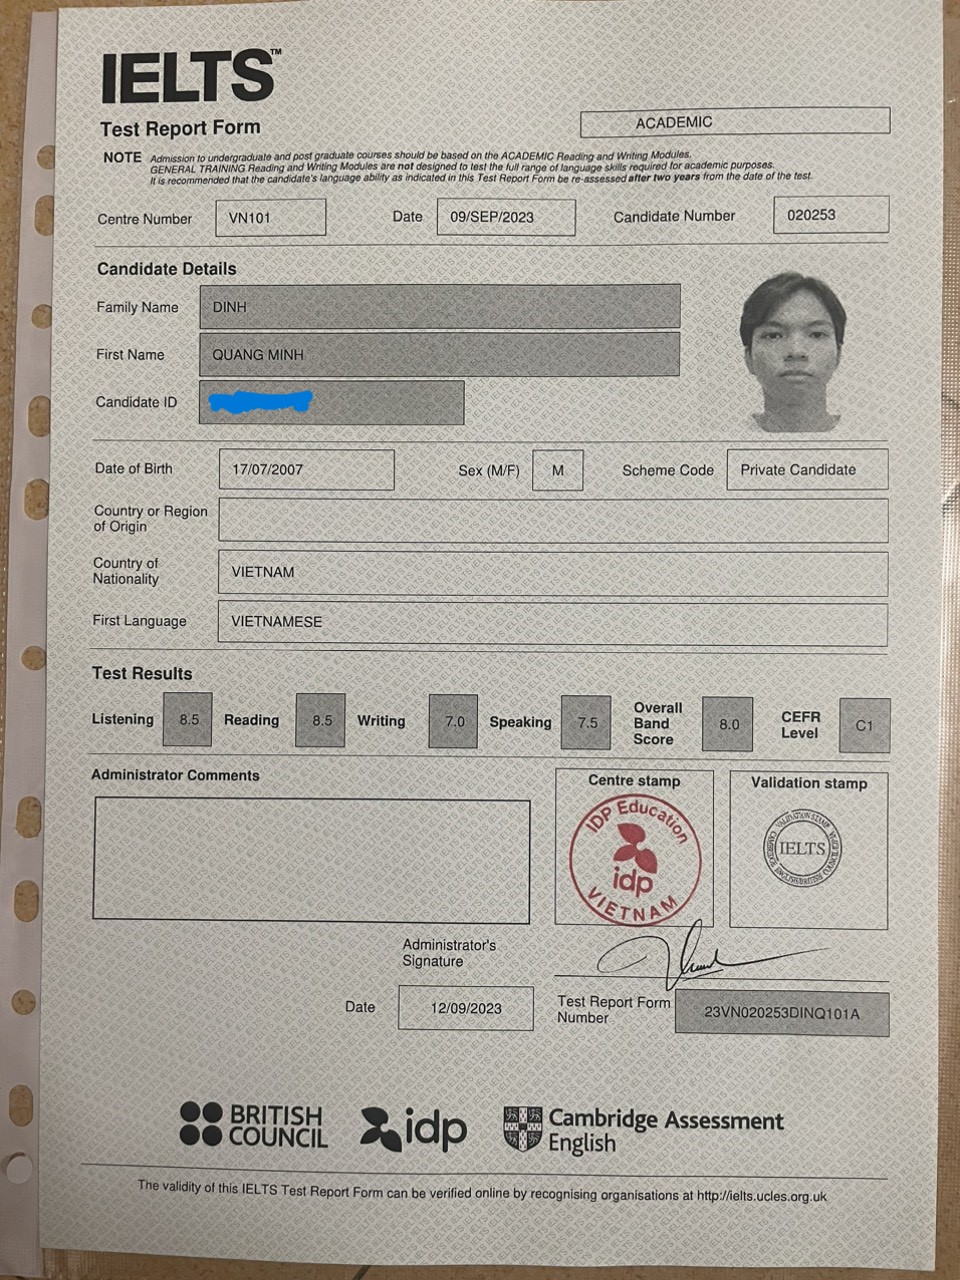 IELTS™
Test Report Form
ACADEMIC
NOTE Admission to undergraduate and post graduate courses should be based on the ACADEMIC Reading and Writing Modules.
GENERAL TRAINING Reading and Writing Modules are not designed to test the full range of language skills required for academic purposes.
It is recommended that the candidate's language ability as indicated in this Test Report Form be re-assessed after two years from the date of the test.
Centre Number VN101 Date 09/SEP/2023 Candidate Number 020253
Candidate Details
Family Name DINH
First Name QUANG MINH
Candidate ID
Date of Birth 17/07/2007 Sex (M/F) M Scheme Code Private Candidate
Country or Region
of Origin
Country of
Nationality VIETNAM
First Language VIETNAMESE
Test Results
Listening 8.5 Reading 8.5 Writing 7.0 Speaking 7.5 Overall Band Score 8.0 CEFR Level C1
Administrator Comments
Centre stamp
IDP Education
idp
VIETNAM
Validation stamp
VALIDATION STAMP
IELTS
Administrator's
Signature
Date 12/09/2023
Test Report Form
Number 23VN020253DINQ101A
BRITISH
COUNCIL
idp
Cambridge Assessment
English
The validity of this IELTS Test Report Form can be verified online by recognising organisations at http://ielts.ucles.org.uk